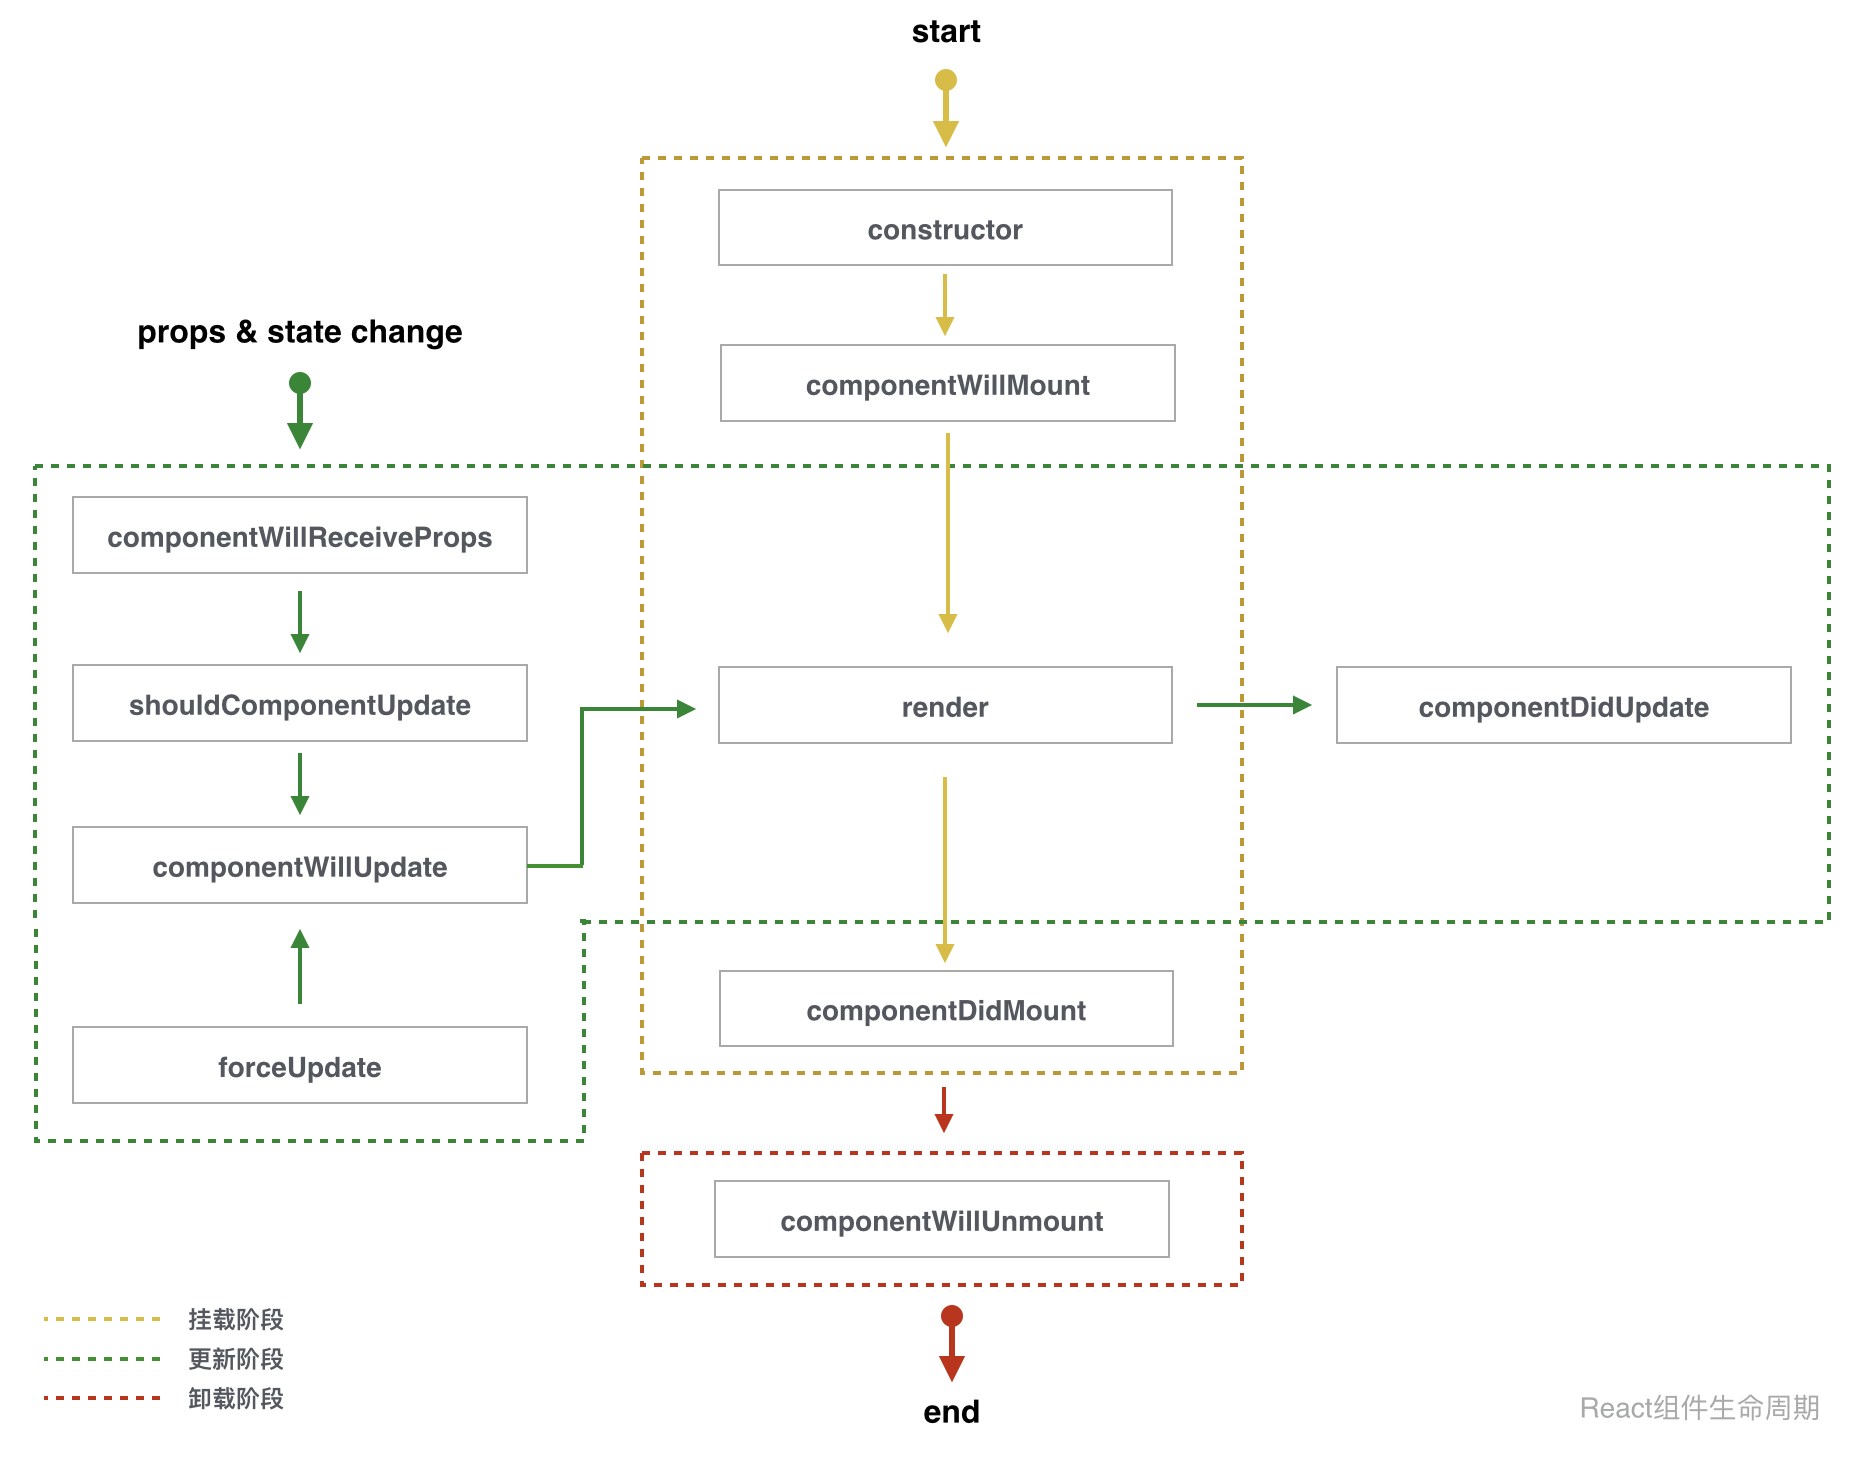 start
constructor
componentWillMount
props & state change
componentWillReceiveProps
shouldComponentUpdate
componentWillUpdate
forceUpdate
render
componentDidUpdate
componentDidMount
componentWillUnmount
end
挂载阶段
更新阶段
卸载阶段
React组件生命周期